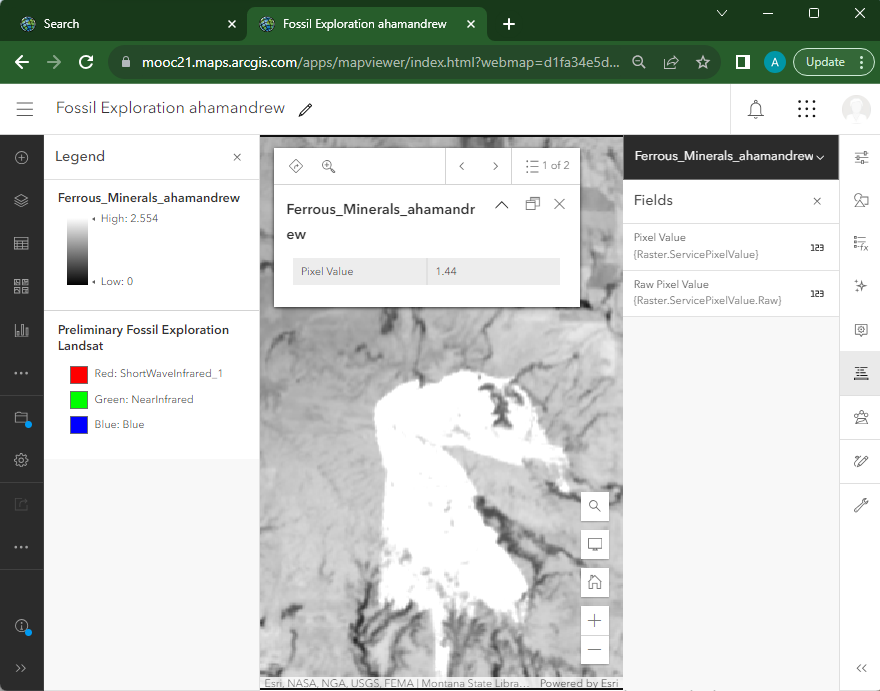 Search
Fossil Exploration ahamandrew
mooc21.maps.arcgis.com/apps/mapviewer/index.html?webmap=d1fa34e5d...
A
Update
Fossil Exploration ahamandrew
Legend
Ferrous_Minerals_ahamandrew
High: 2.554
Low: 0
Preliminary Fossil Exploration
Landsat
Red: ShortWaveInfrared_1
Green: NearInfrared
Blue: Blue
1 of 2
Ferrous_Minerals_ahamandr
ew
Pixel Value 1.44
Esri, NASA, NGA, USGS, FEMA | Montana State Libra... Powered by Esri
Ferrous_Minerals_ahamandrew
Fields
Pixel Value
{Raster.ServicePixelValue}
123
Raw Pixel Value
{Raster.ServicePixelValue.Raw}
123